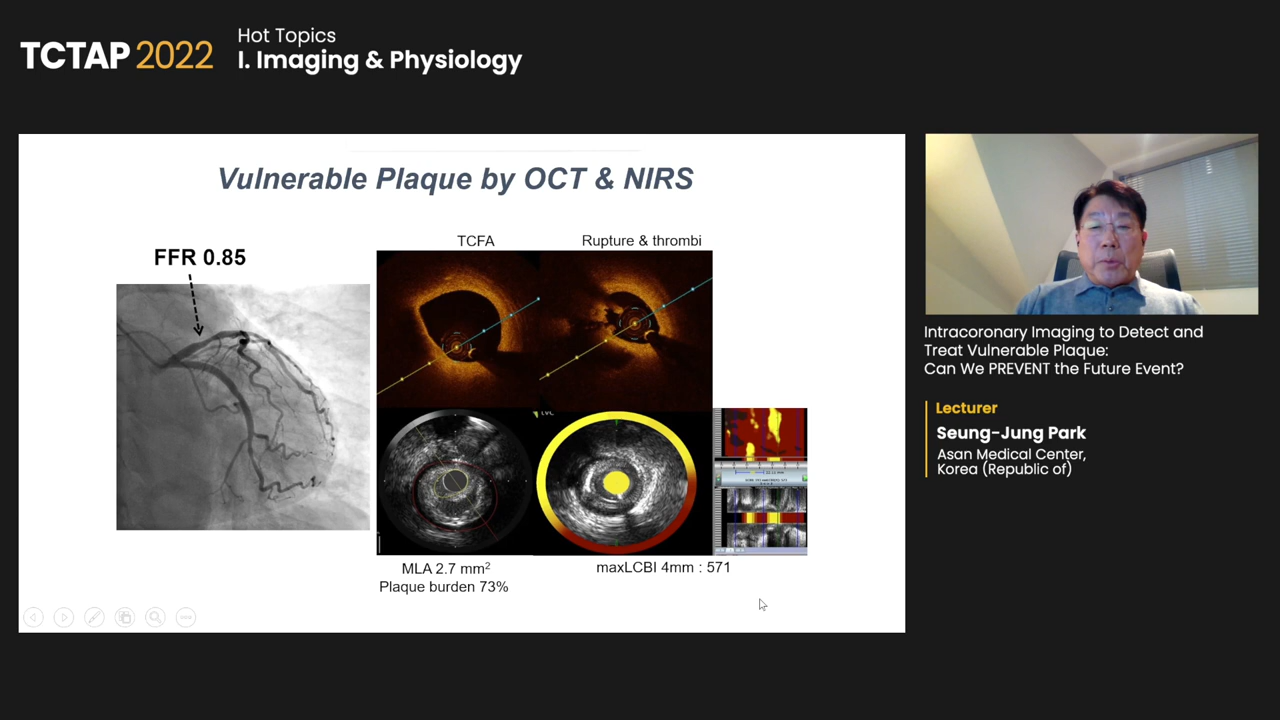 TCTAP 2022
Hot Topics
I. Imaging & Physiology
Vulnerable Plaque by OCT & NIRS
FFR 0.85
TCFA
Rupture & thrombi
MLA 2.7 mm²
Plaque burden 73%
maxLCBI 4mm : 571
Intracoronary Imaging to Detect and
Treat Vulnerable Plaque:
Can We PREVENT the Future Event?
Lecturer
Seung-Jung Park
Asan Medical Center,
Korea (Republic of)